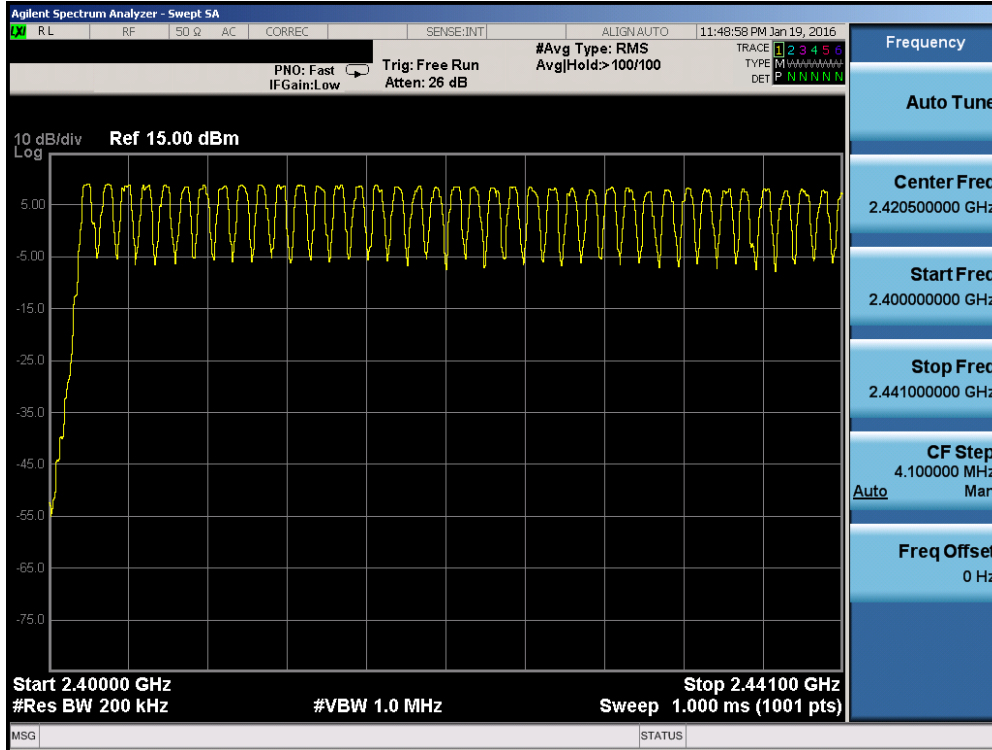 Agilent Spectrum Analyzer - Swept SA
LXI RL RF 50 Ω AC CORREC SENSE:INT ALIGN AUTO 11:48:58 PM Jan 19, 2016
PNO: Fast
IFGain:Low
Trig: Free Run
Atten: 26 dB
#Avg Type: RMS
Avg|Hold:>100/100
TRACE 1 2 3 4 5 6
TYPE M
DET P N N N N N
Frequency
Auto Tune
Center Freq
2.420500000 GHz
Start Freq
2.400000000 GHz
Stop Freq
2.441000000 GHz
CF Step
4.100000 MHz
Auto Man
Freq Offset
0 Hz
10 dB/div Ref 15.00 dBm
Log
5.00
-5.00
-15.0
-25.0
-35.0
-45.0
-55.0
-65.0
-75.0
Start 2.40000 GHz Stop 2.44100 GHz
#Res BW 200 kHz #VBW 1.0 MHz Sweep 1.000 ms (1001 pts)
MSG STATUS